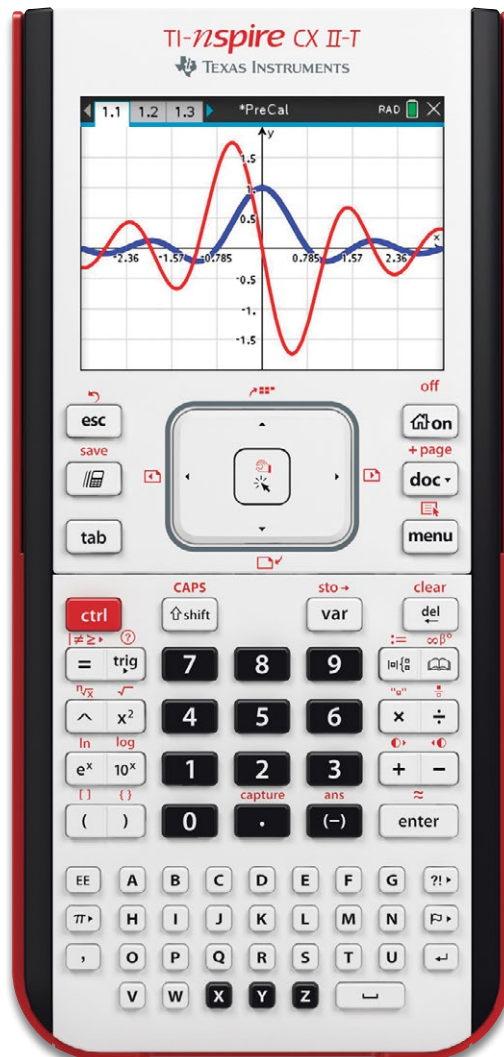 TI-nspire CX II-T
TEXAS INSTRUMENTS
1.1 1.2 1.3 *PreCal RAD
y
1.5
1.
0.5
x
-2.36 -1.57 -0.785 0.785 1.57 2.36
-0.5
-1.
-1.5
off
esc on
save +page
doc
tab menu
CAPS sto→ clear
ctrl ⇧shift var del
|≠≥▸ ? := ∞β°
= trig 7 8 9
ⁿ√x √ "□"
^ x² 4 5 6 × ÷
ln log
eˣ 10ˣ 1 2 3 + −
[ ] { } capture ans ≈
( ) 0 . (−) enter
EE A B C D E F G ?!▸
π▸ H I J K L M N
, O P Q R S T U ↵
V W X Y Z